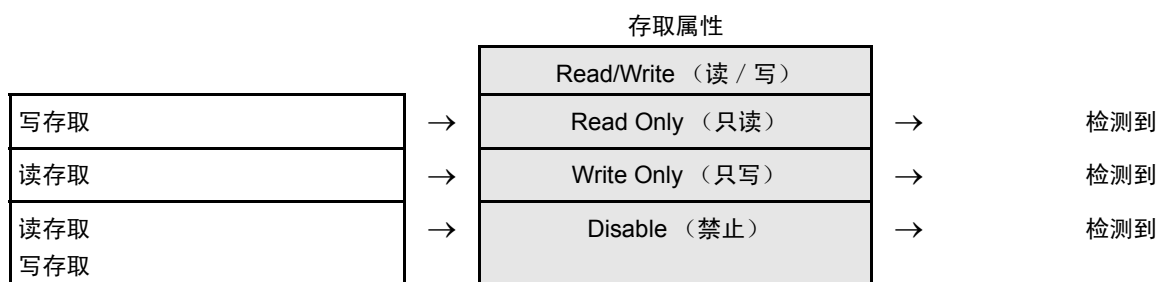 存取属性
Read/Write （读 / 写）
写存取 → Read Only （只读） → 检测到
读存取 → Write Only （只写） → 检测到
读存取 → Disable （禁止） → 检测到
写存取